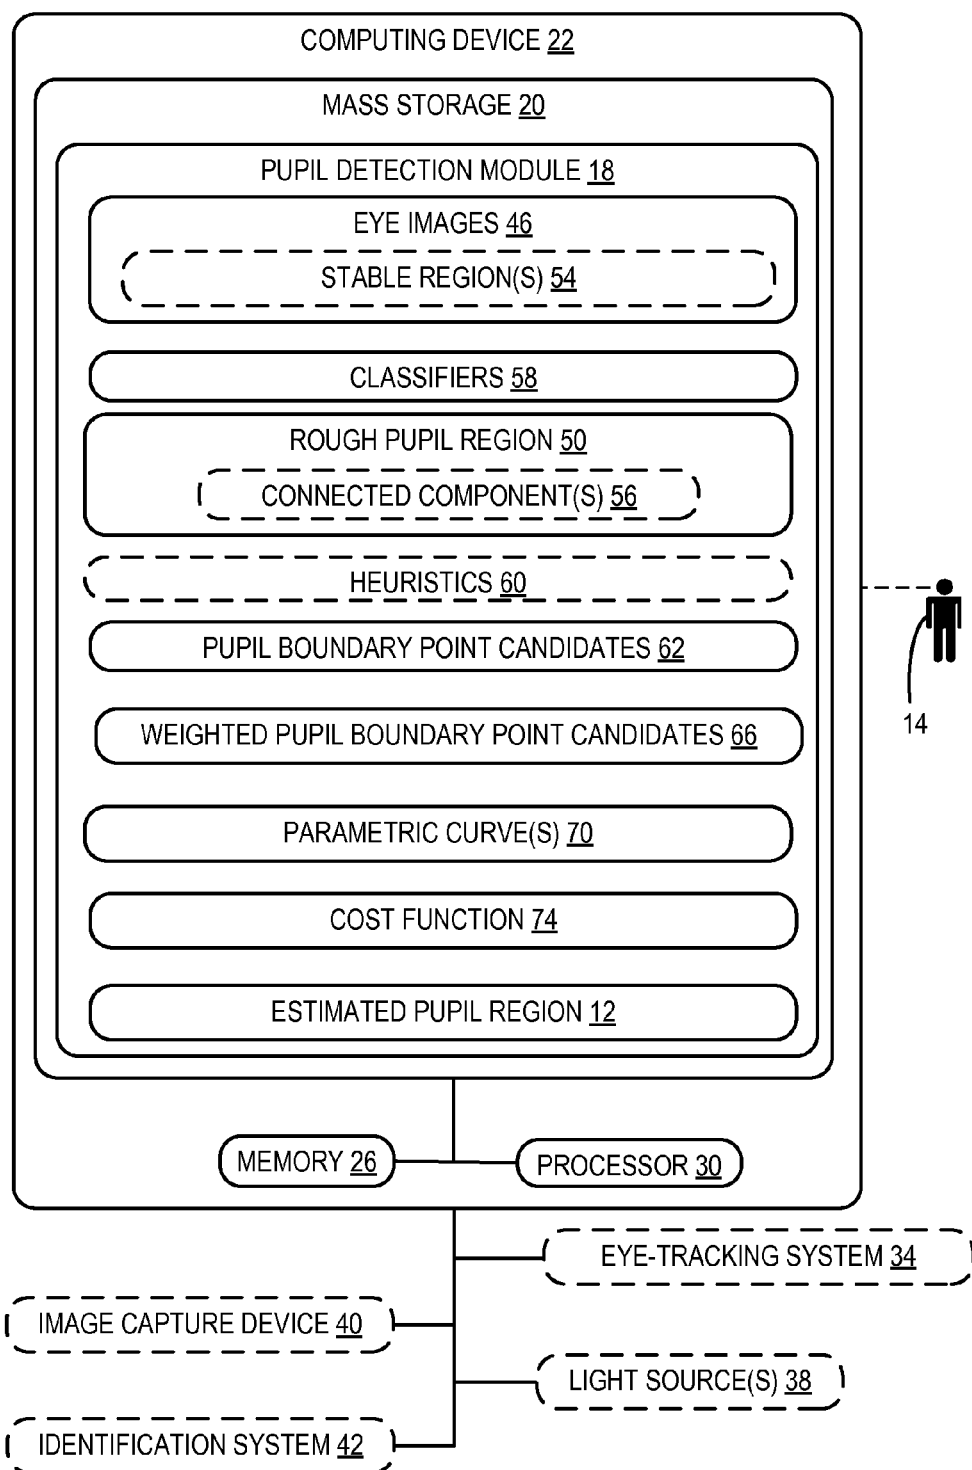 COMPUTING DEVICE 22
MASS STORAGE 20
PUPIL DETECTION MODULE 18
EYE IMAGES 46
STABLE REGION(S) 54
CLASSIFIERS 58
ROUGH PUPIL REGION 50
CONNECTED COMPONENT(S) 56
HEURISTICS 60
PUPIL BOUNDARY POINT CANDIDATES 62
14
WEIGHTED PUPIL BOUNDARY POINT CANDIDATES 66
PARAMETRIC CURVE(S) 70
COST FUNCTION 74
ESTIMATED PUPIL REGION 12
MEMORY 26
PROCESSOR 30
EYE-TRACKING SYSTEM 34
IMAGE CAPTURE DEVICE 40
LIGHT SOURCE(S) 38
IDENTIFICATION SYSTEM 42